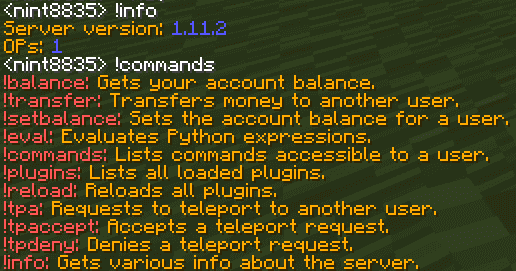 <nint8835> !info
Server version: 1.11.2
OPs: 1
<nint8835> !commands
!balance: Gets your account balance.
!transfer: Transfers money to another user.
!setbalance: Sets the account balance for a user.
!eval: Evaluates Python expressions.
!commands: Lists commands accessible to a user.
!plugins: Lists all loaded plugins.
!reload: Reloads all plugins.
!tpa: Requests to teleport to another user.
!tpaccept: Accepts a teleport request.
!tpdeny: Denies a teleport request.
!info: Gets various info about the server.